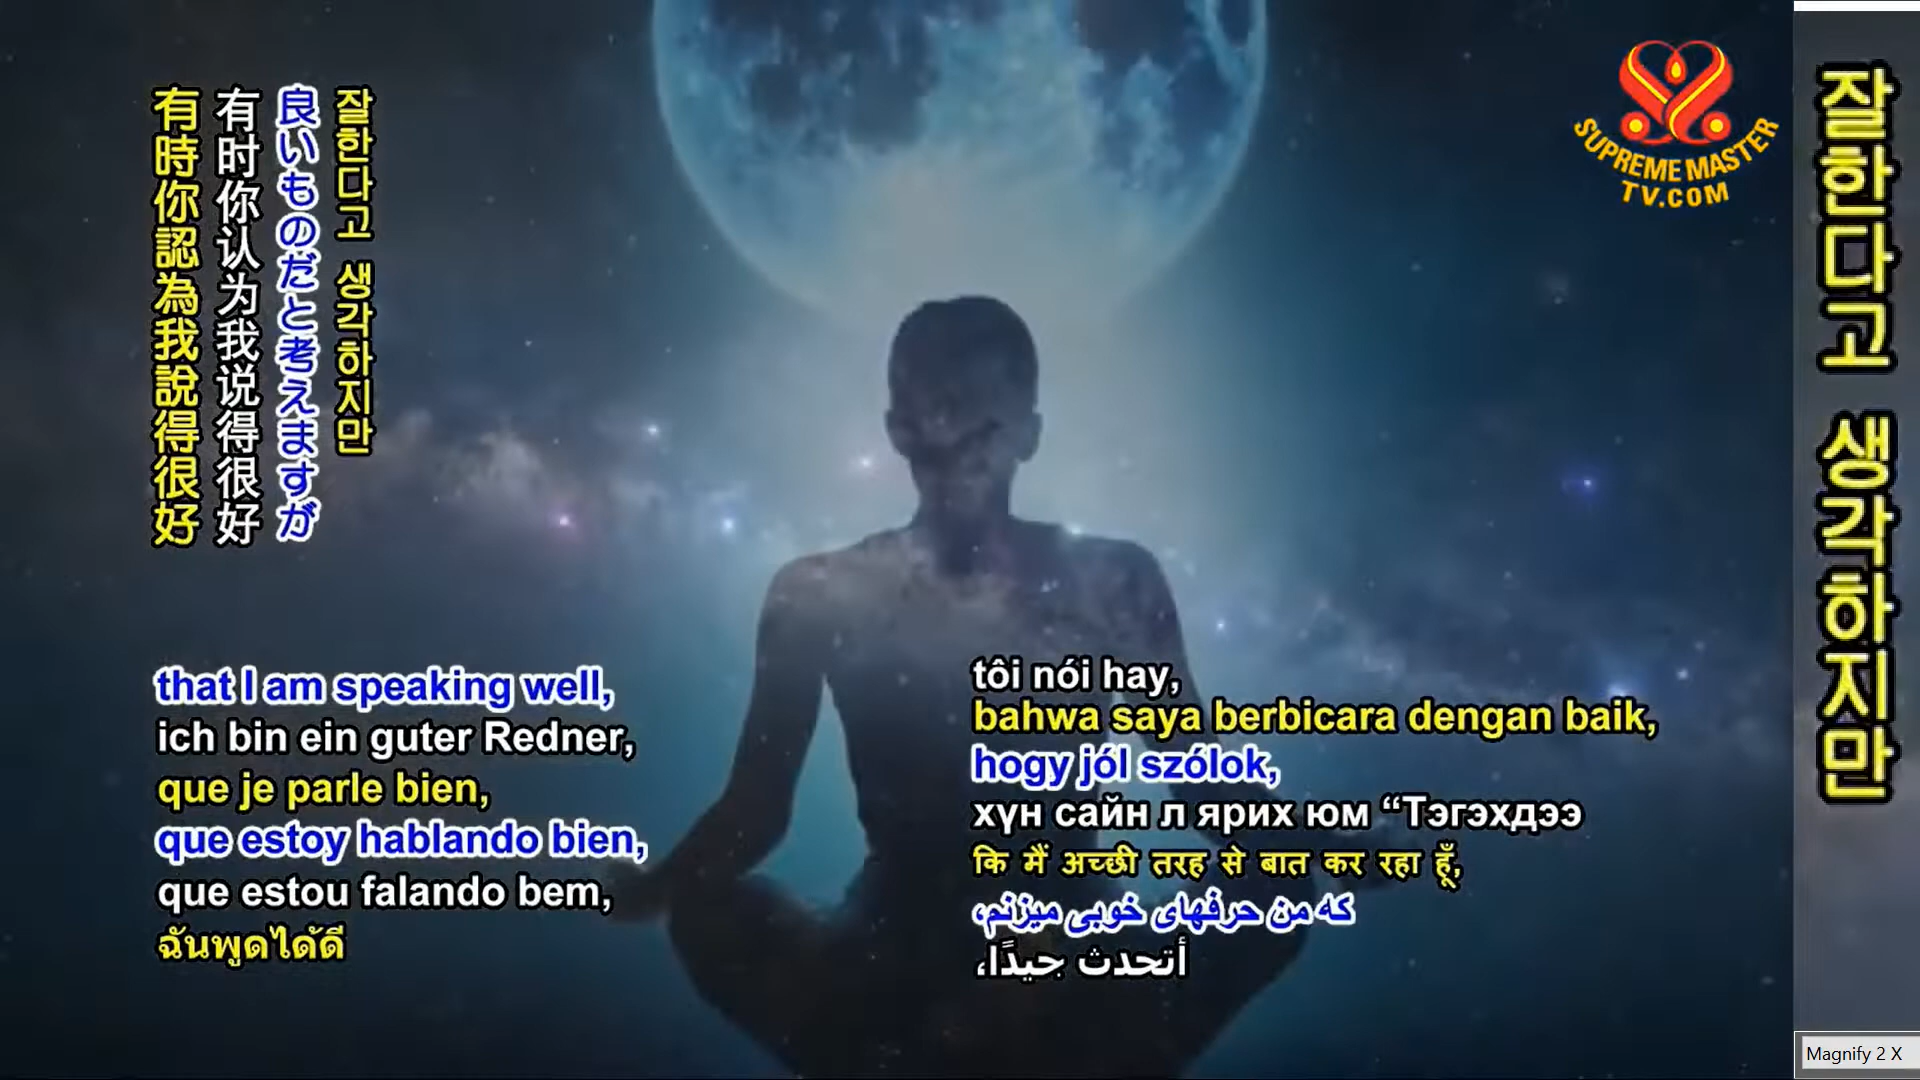 有時你認為我說得很好
有时你认为我说得很好
良いものだと考えますが
잘한다고 생각하지만
SUPREME MASTER
TV.COM
잘한다고 생각하지만
that I am speaking well,
ich bin ein guter Redner,
que je parle bien,
que estoy hablando bien,
que estou falando bem,
ฉันพูดได้ดี
tôi nói hay,
bahwa saya berbicara dengan baik,
hogy jól szólok,
хүн сайн л ярих юм “Тэгэхдээ
कि मैं अच्छी तरह से बात कर रहा हूँ,
که من حرفهای خوبی میزنم،
أتحدث جيدًا،
Magnify 2 X